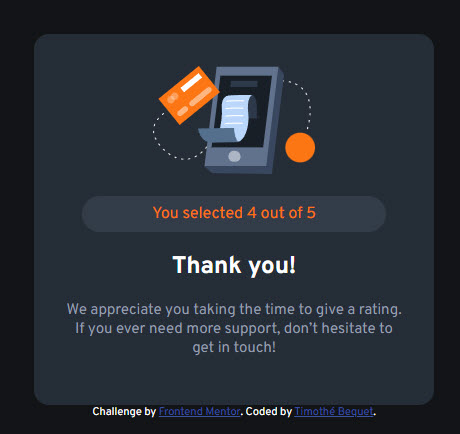 You selected 4 out of 5
Thank you!
We appreciate you taking the time to give a rating.
If you ever need more support, don't hesitate to
get in touch!
Challenge by Frontend Mentor. Coded by Timothé Bequet.